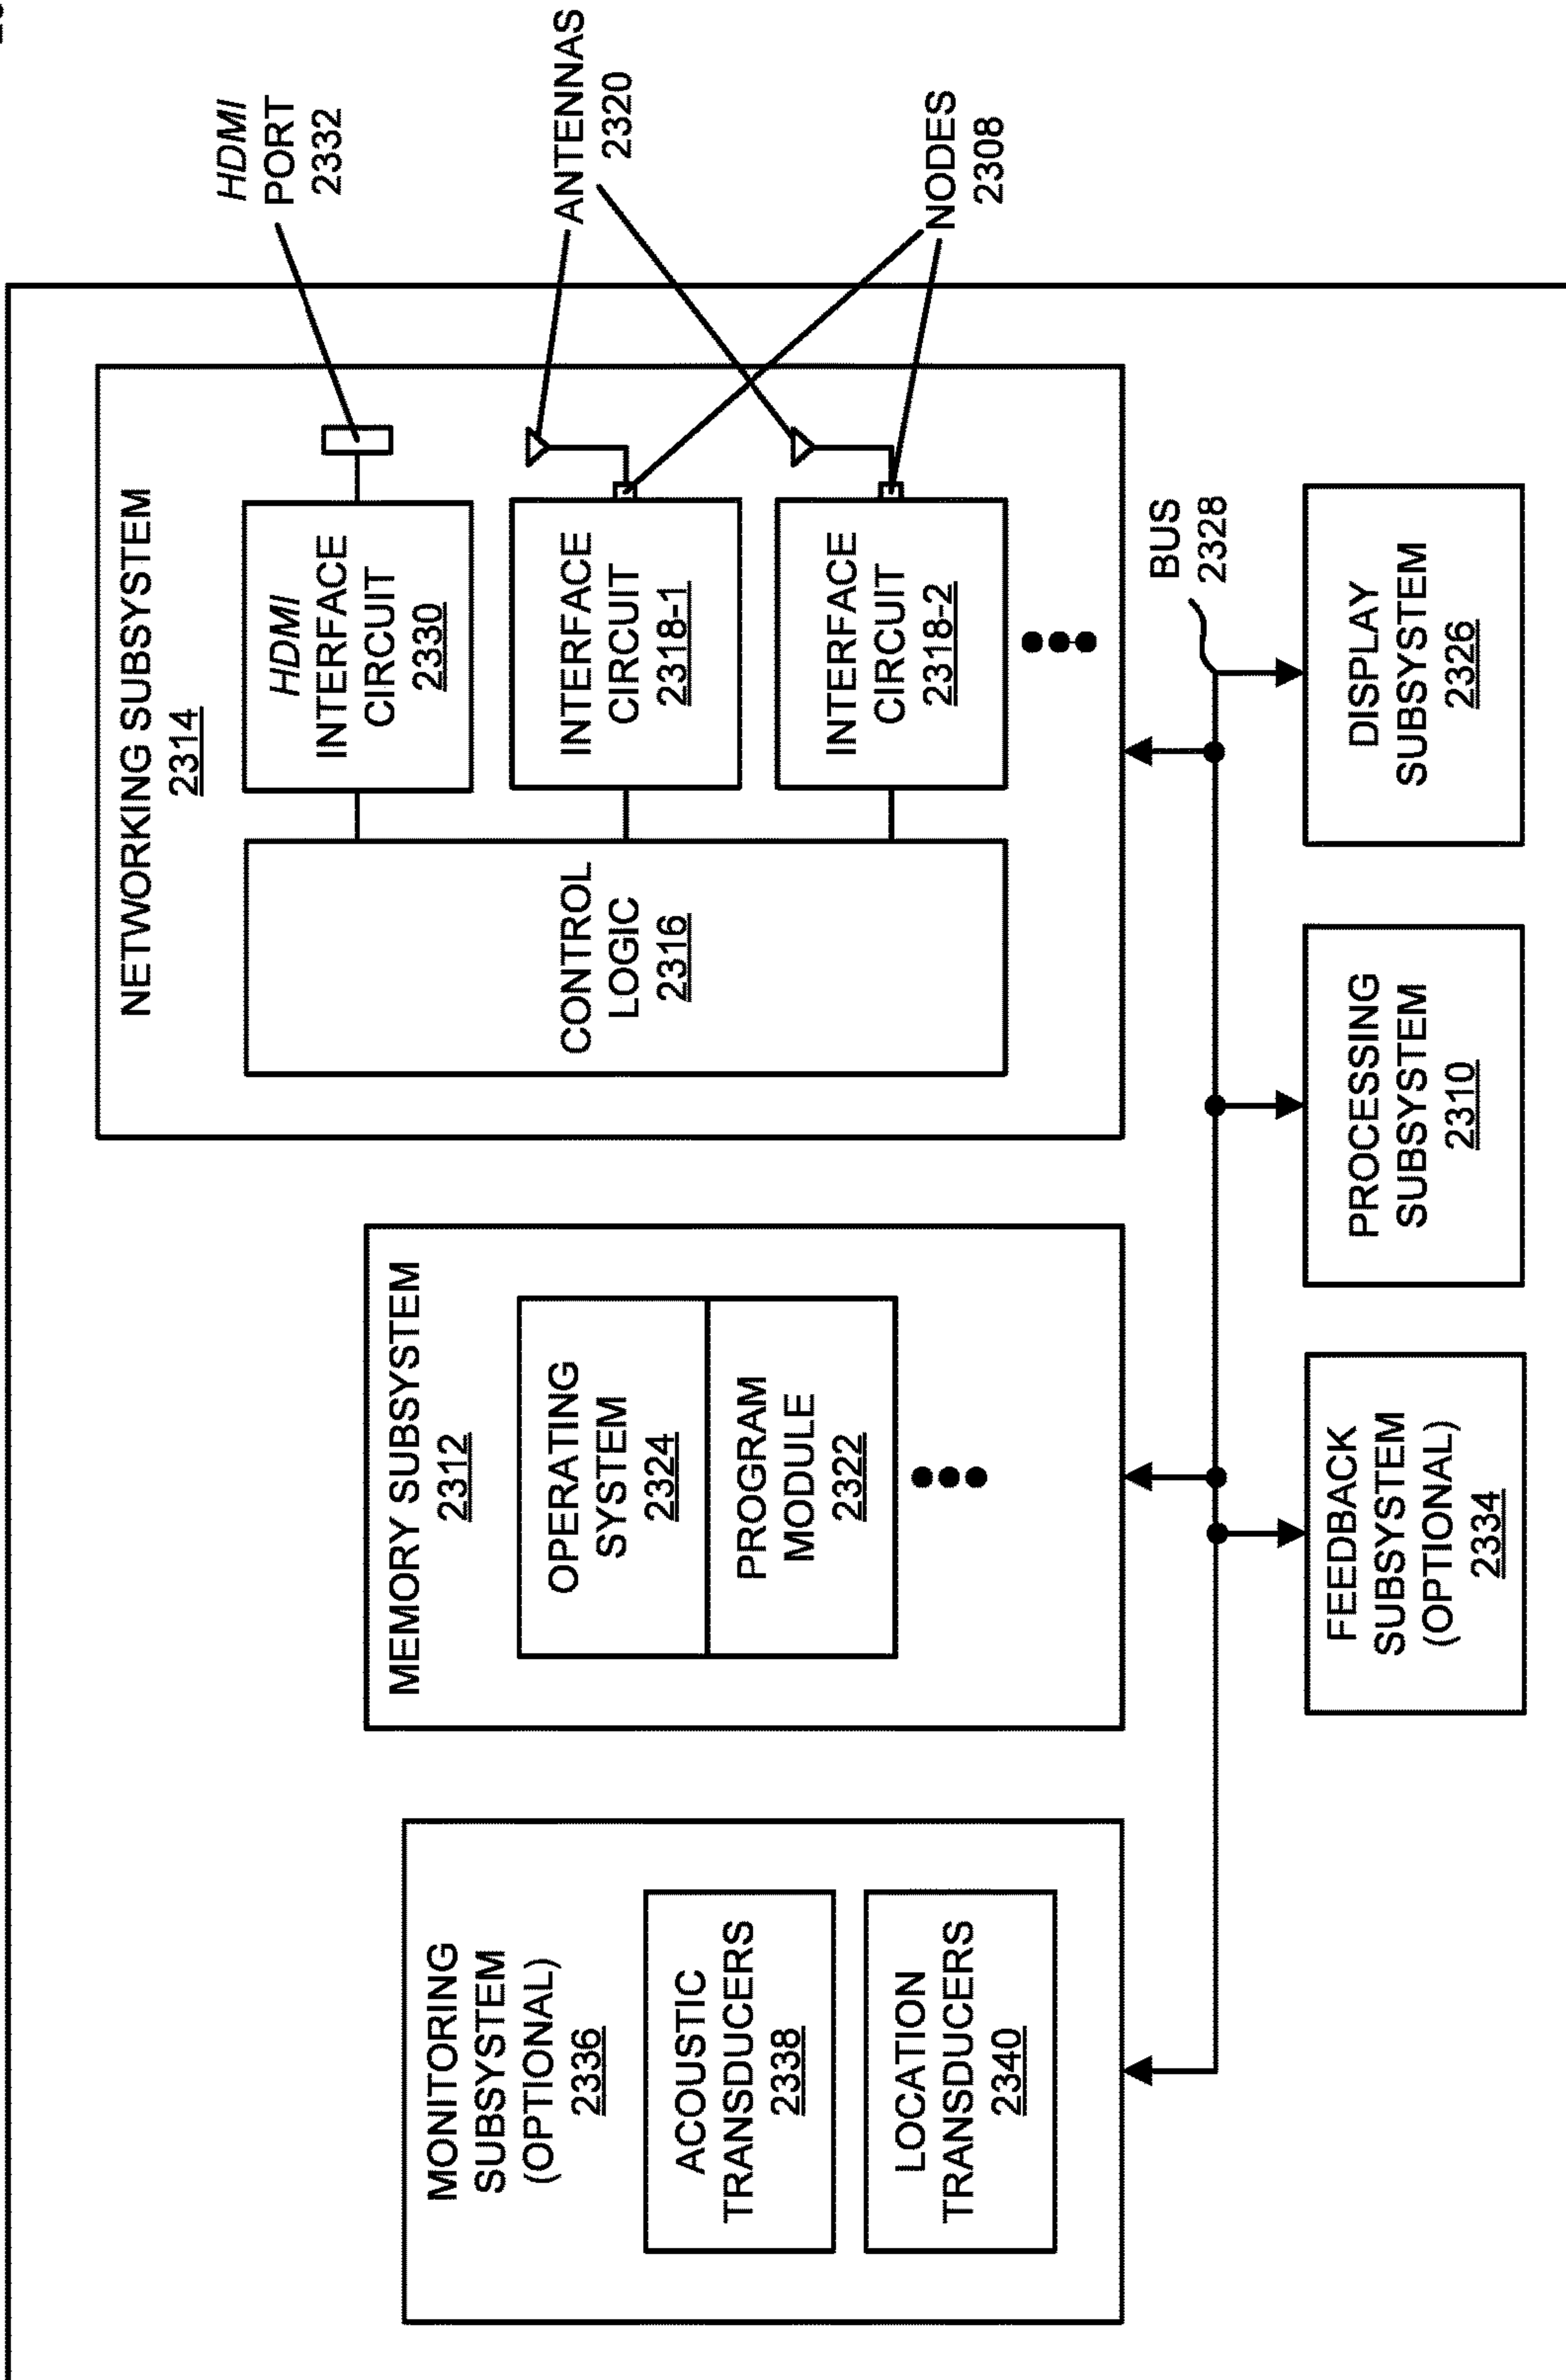 HDMI
PORT
2332
ANTENNAS
2320
NODES
2308
NETWORKING SUBSYSTEM
2314
HDMI
INTERFACE
CIRCUIT
2330
INTERFACE
CIRCUIT
2318-1
INTERFACE
CIRCUIT
2318-2
CONTROL
LOGIC
2316
MEMORY SUBSYSTEM
2312
OPERATING
SYSTEM
2324
PROGRAM
MODULE
2322
MONITORING
SUBSYSTEM
(OPTIONAL)
2336
ACOUSTIC
TRANSDUCERS
2338
LOCATION
TRANSDUCERS
2340
BUS
2328
FEEDBACK
SUBSYSTEM
(OPTIONAL)
2334
PROCESSING
SUBSYSTEM
2310
DISPLAY
SUBSYSTEM
2326